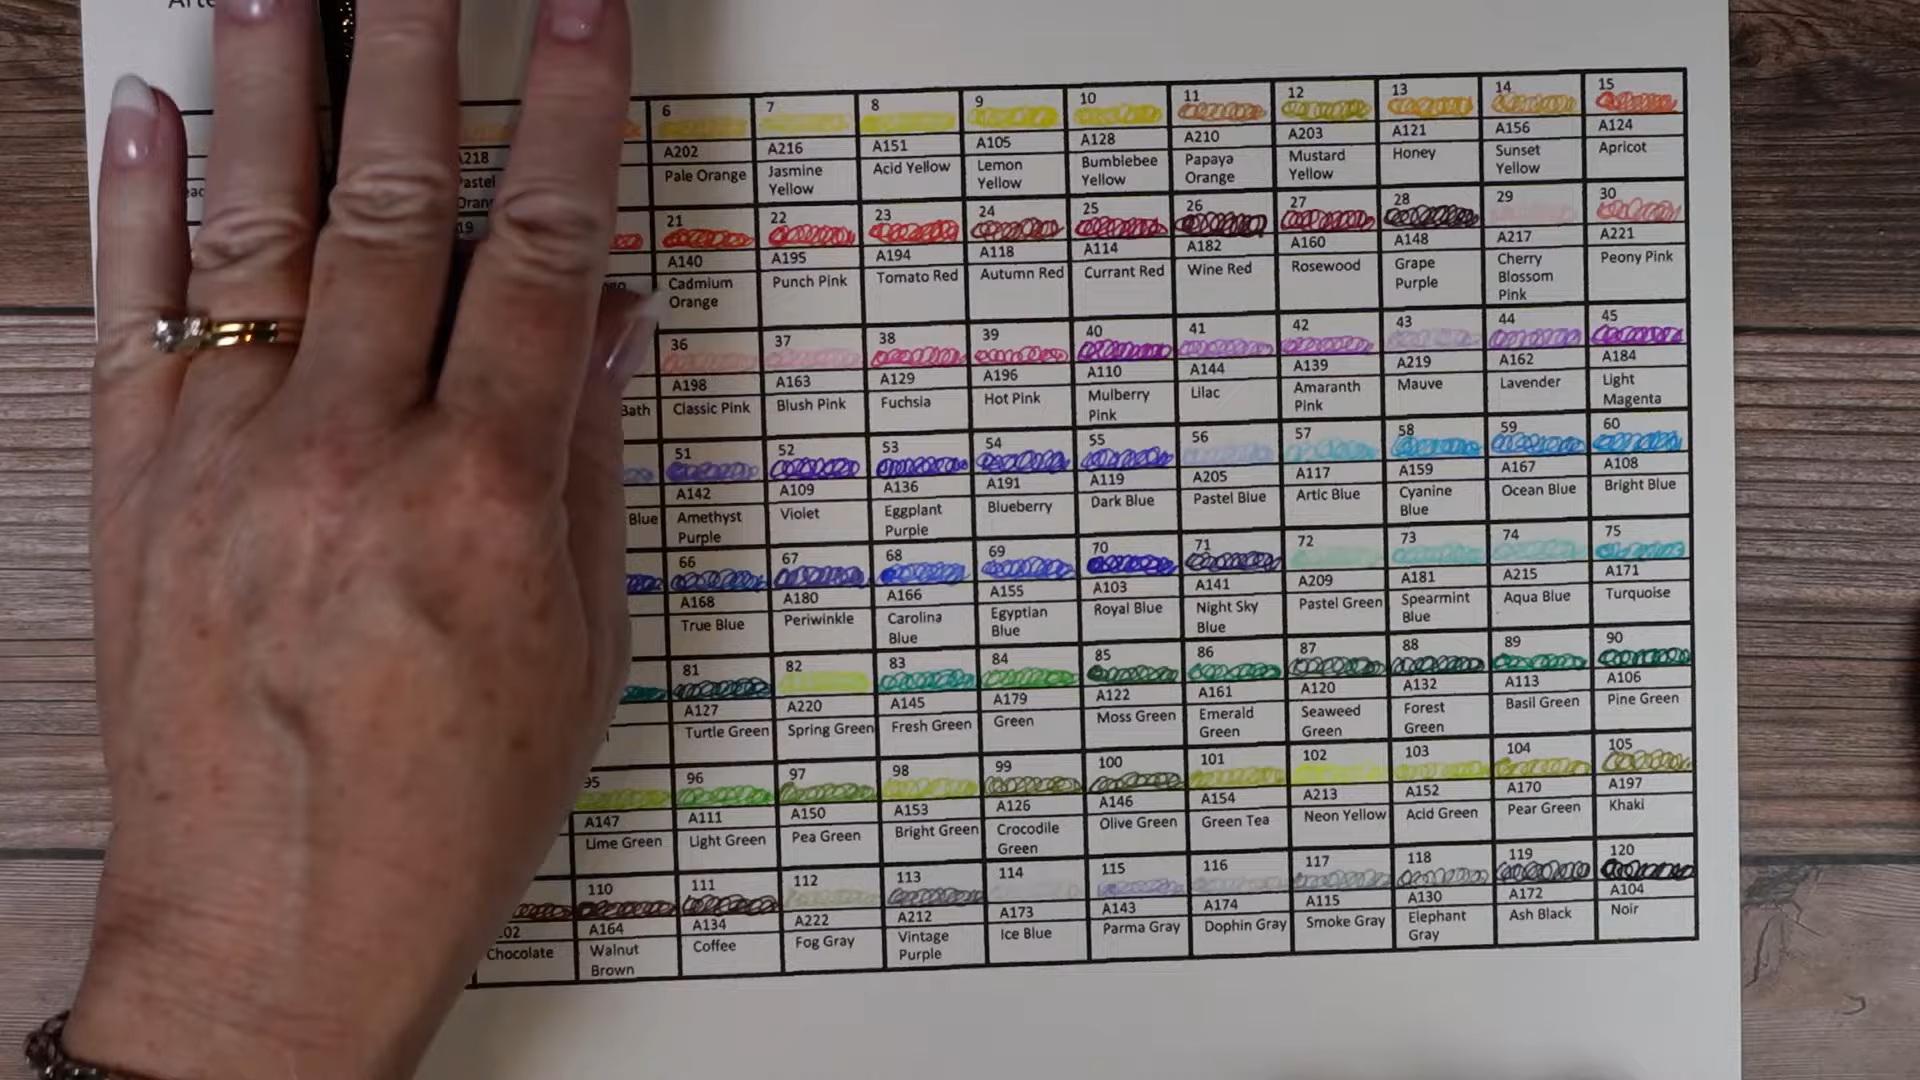 6 7 8 9 10 11 12 13 14 15
A218 A202 A216 A151 A105 A128 A210 A203 A121 A156 A124
Pastel Pale Orange Jasmine Yellow Acid Yellow Lemon Yellow Bumblebee Yellow Papaya Orange Mustard Yellow Honey Sunset Yellow Apricot
19 21 22 23 24 25 26 27 28 29 30
A140 A195 A194 A118 A114 A182 A160 A148 A217 A221
Cadmium Orange Punch Pink Tomato Red Autumn Red Currant Red Wine Red Rosewood Grape Purple Cherry Blossom Pink Peony Pink
36 37 38 39 40 41 42 43 44 45
A198 A163 A129 A196 A110 A144 A139 A219 A162 A184
Bath Classic Pink Blush Pink Fuchsia Hot Pink Mulberry Pink Lilac Amaranth Pink Mauve Lavender Light Magenta
51 52 53 54 55 56 57 58 59 60
A142 A109 A136 A191 A119 A205 A117 A159 A167 A108
Blue Amethyst Purple Violet Eggplant Purple Blueberry Dark Blue Pastel Blue Artic Blue Cyanine Blue Ocean Blue Bright Blue
66 67 68 69 70 71 72 73 74 75
A168 A180 A166 A155 A103 A141 A209 A181 A215 A171
True Blue Periwinkle Carolina Blue Egyptian Blue Royal Blue Night Sky Blue Pastel Green Spearmint Blue Aqua Blue Turquoise
81 82 83 84 85 86 87 88 89 90
A127 A220 A145 A179 A122 A161 A120 A132 A113 A106
Turtle Green Spring Green Fresh Green Green Moss Green Emerald Green Seaweed Green Forest Green Basil Green Pine Green
95 96 97 98 99 100 101 102 103 104 105
A147 A111 A150 A153 A126 A146 A154 A213 A152 A170 A197
Lime Green Light Green Pea Green Bright Green Crocodile Green Olive Green Green Tea Neon Yellow Acid Green Pear Green Khaki
110 111 112 113 114 115 116 117 118 119 120
02 A164 A134 A222 A212 A173 A143 A174 A115 A130 A172 A104
Chocolate Walnut Brown Coffee Fog Gray Vintage Purple Ice Blue Parma Gray Dophin Gray Smoke Gray Elephant Gray Ash Black Noir